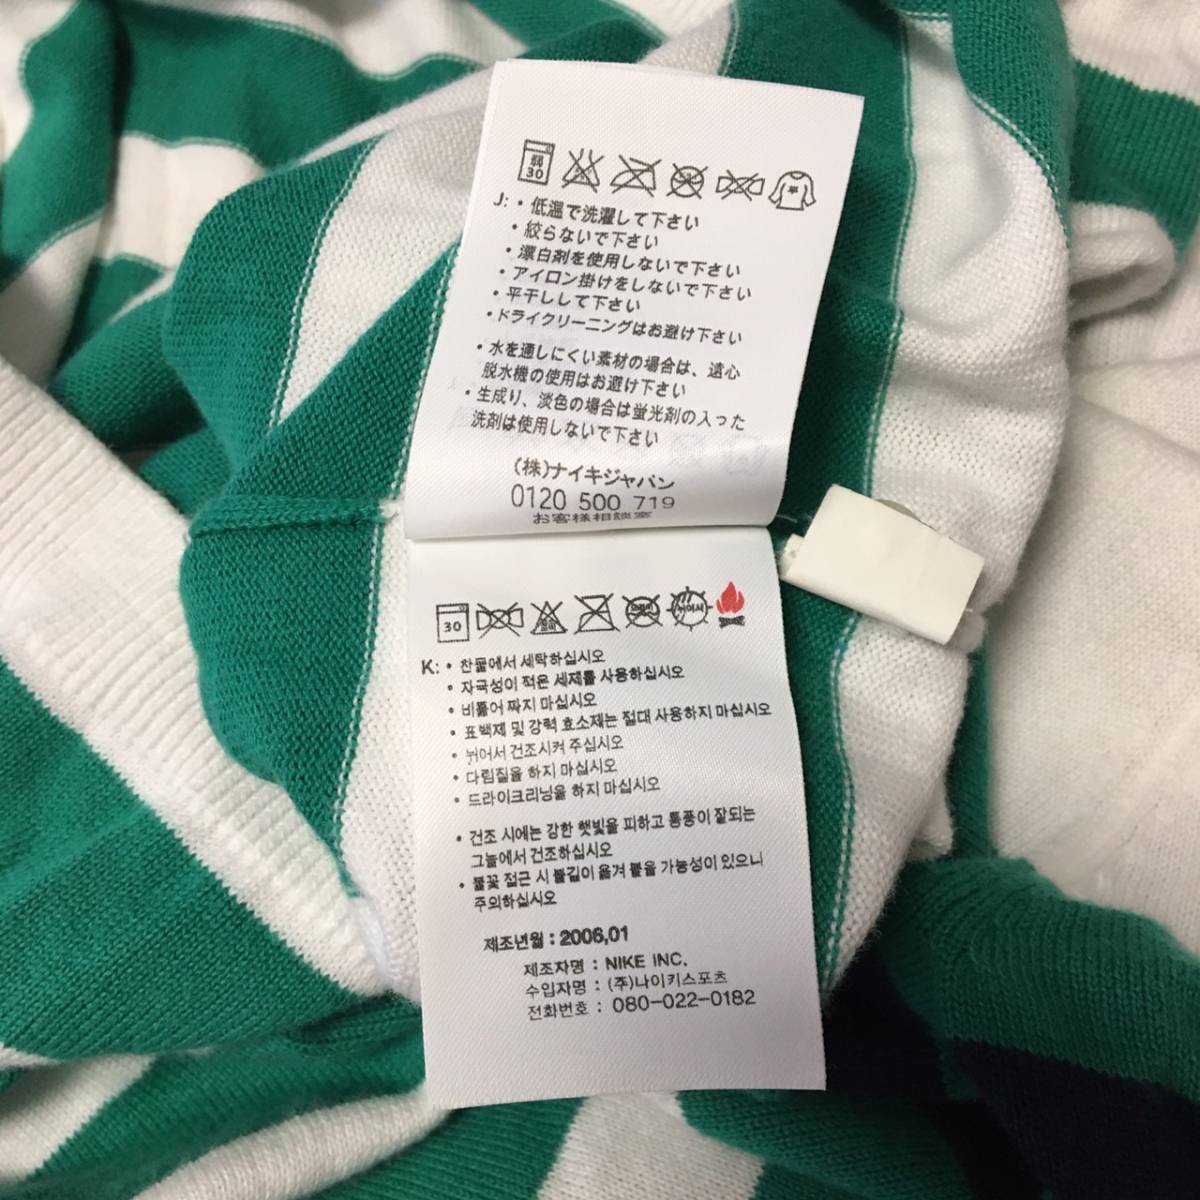 弱
30
平
J: • 低温で洗濯して下さい
• 絞らないで下さい
• 漂白剤を使用しないで下さい
• アイロン掛けをしないで下さい
• 平干しして下さい
• ドライクリーニングはお避け下さい
• 水を通しにくい素材の場合は、遠心
脱水機の使用はお避け下さい
• 生成り、淡色の場合は蛍光剤の入った
洗剤は使用しないで下さい
(株)ナイキジャパン
0120 500 719
お客様相談室
30
K: • 찬물에서 세탁하십시오
• 자극성이 적은 세제를 사용하십시오
• 비틀어 짜지 마십시오
• 표백제 및 강력 효소제는 절대 사용하지 마십시오
• 뉘어서 건조시켜 주십시오
• 다림질을 하지 마십시오
• 드라이크리닝을 하지 마십시오
• 건조 시에는 강한 햇빛을 피하고 통풍이 잘되는
그늘에서 건조하십시오
• 불꽃 접근 시 불길이 옮겨 붙을 가능성이 있으니
주의하십시오
제조년월 : 2006,01
제조자명 : NIKE INC.
수입자명 : (주)나이키스포츠
전화번호 : 080-022-0182